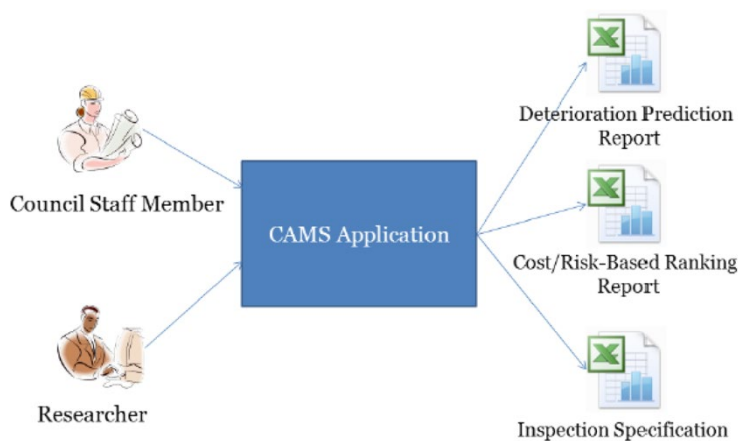 Council Staff Member
Researcher
CAMS Application
Deterioration Prediction
Report
Cost/Risk-Based Ranking
Report
Inspection Specification